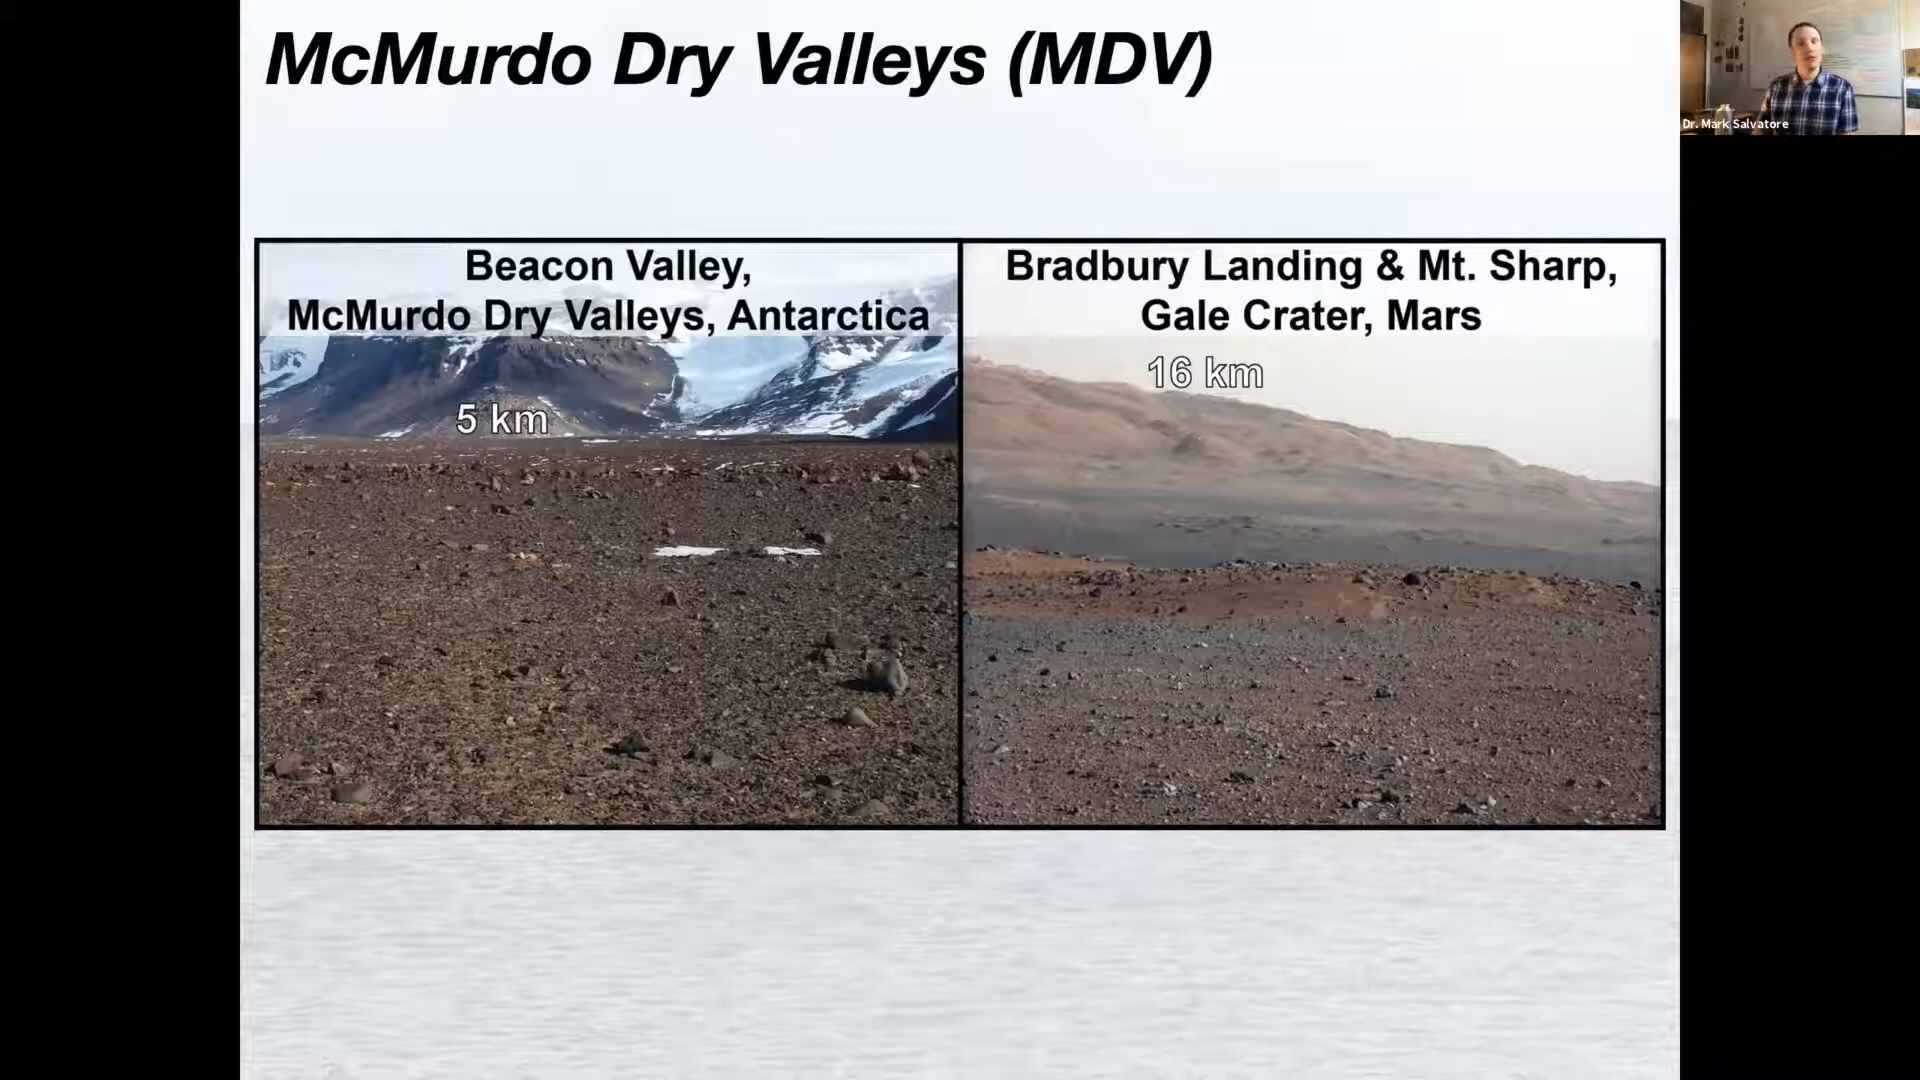 McMurdo Dry Valleys (MDV)
Dr. Mark Salvatore
Beacon Valley,
McMurdo Dry Valleys, Antarctica
5 km
Bradbury Landing & Mt. Sharp,
Gale Crater, Mars
16 km